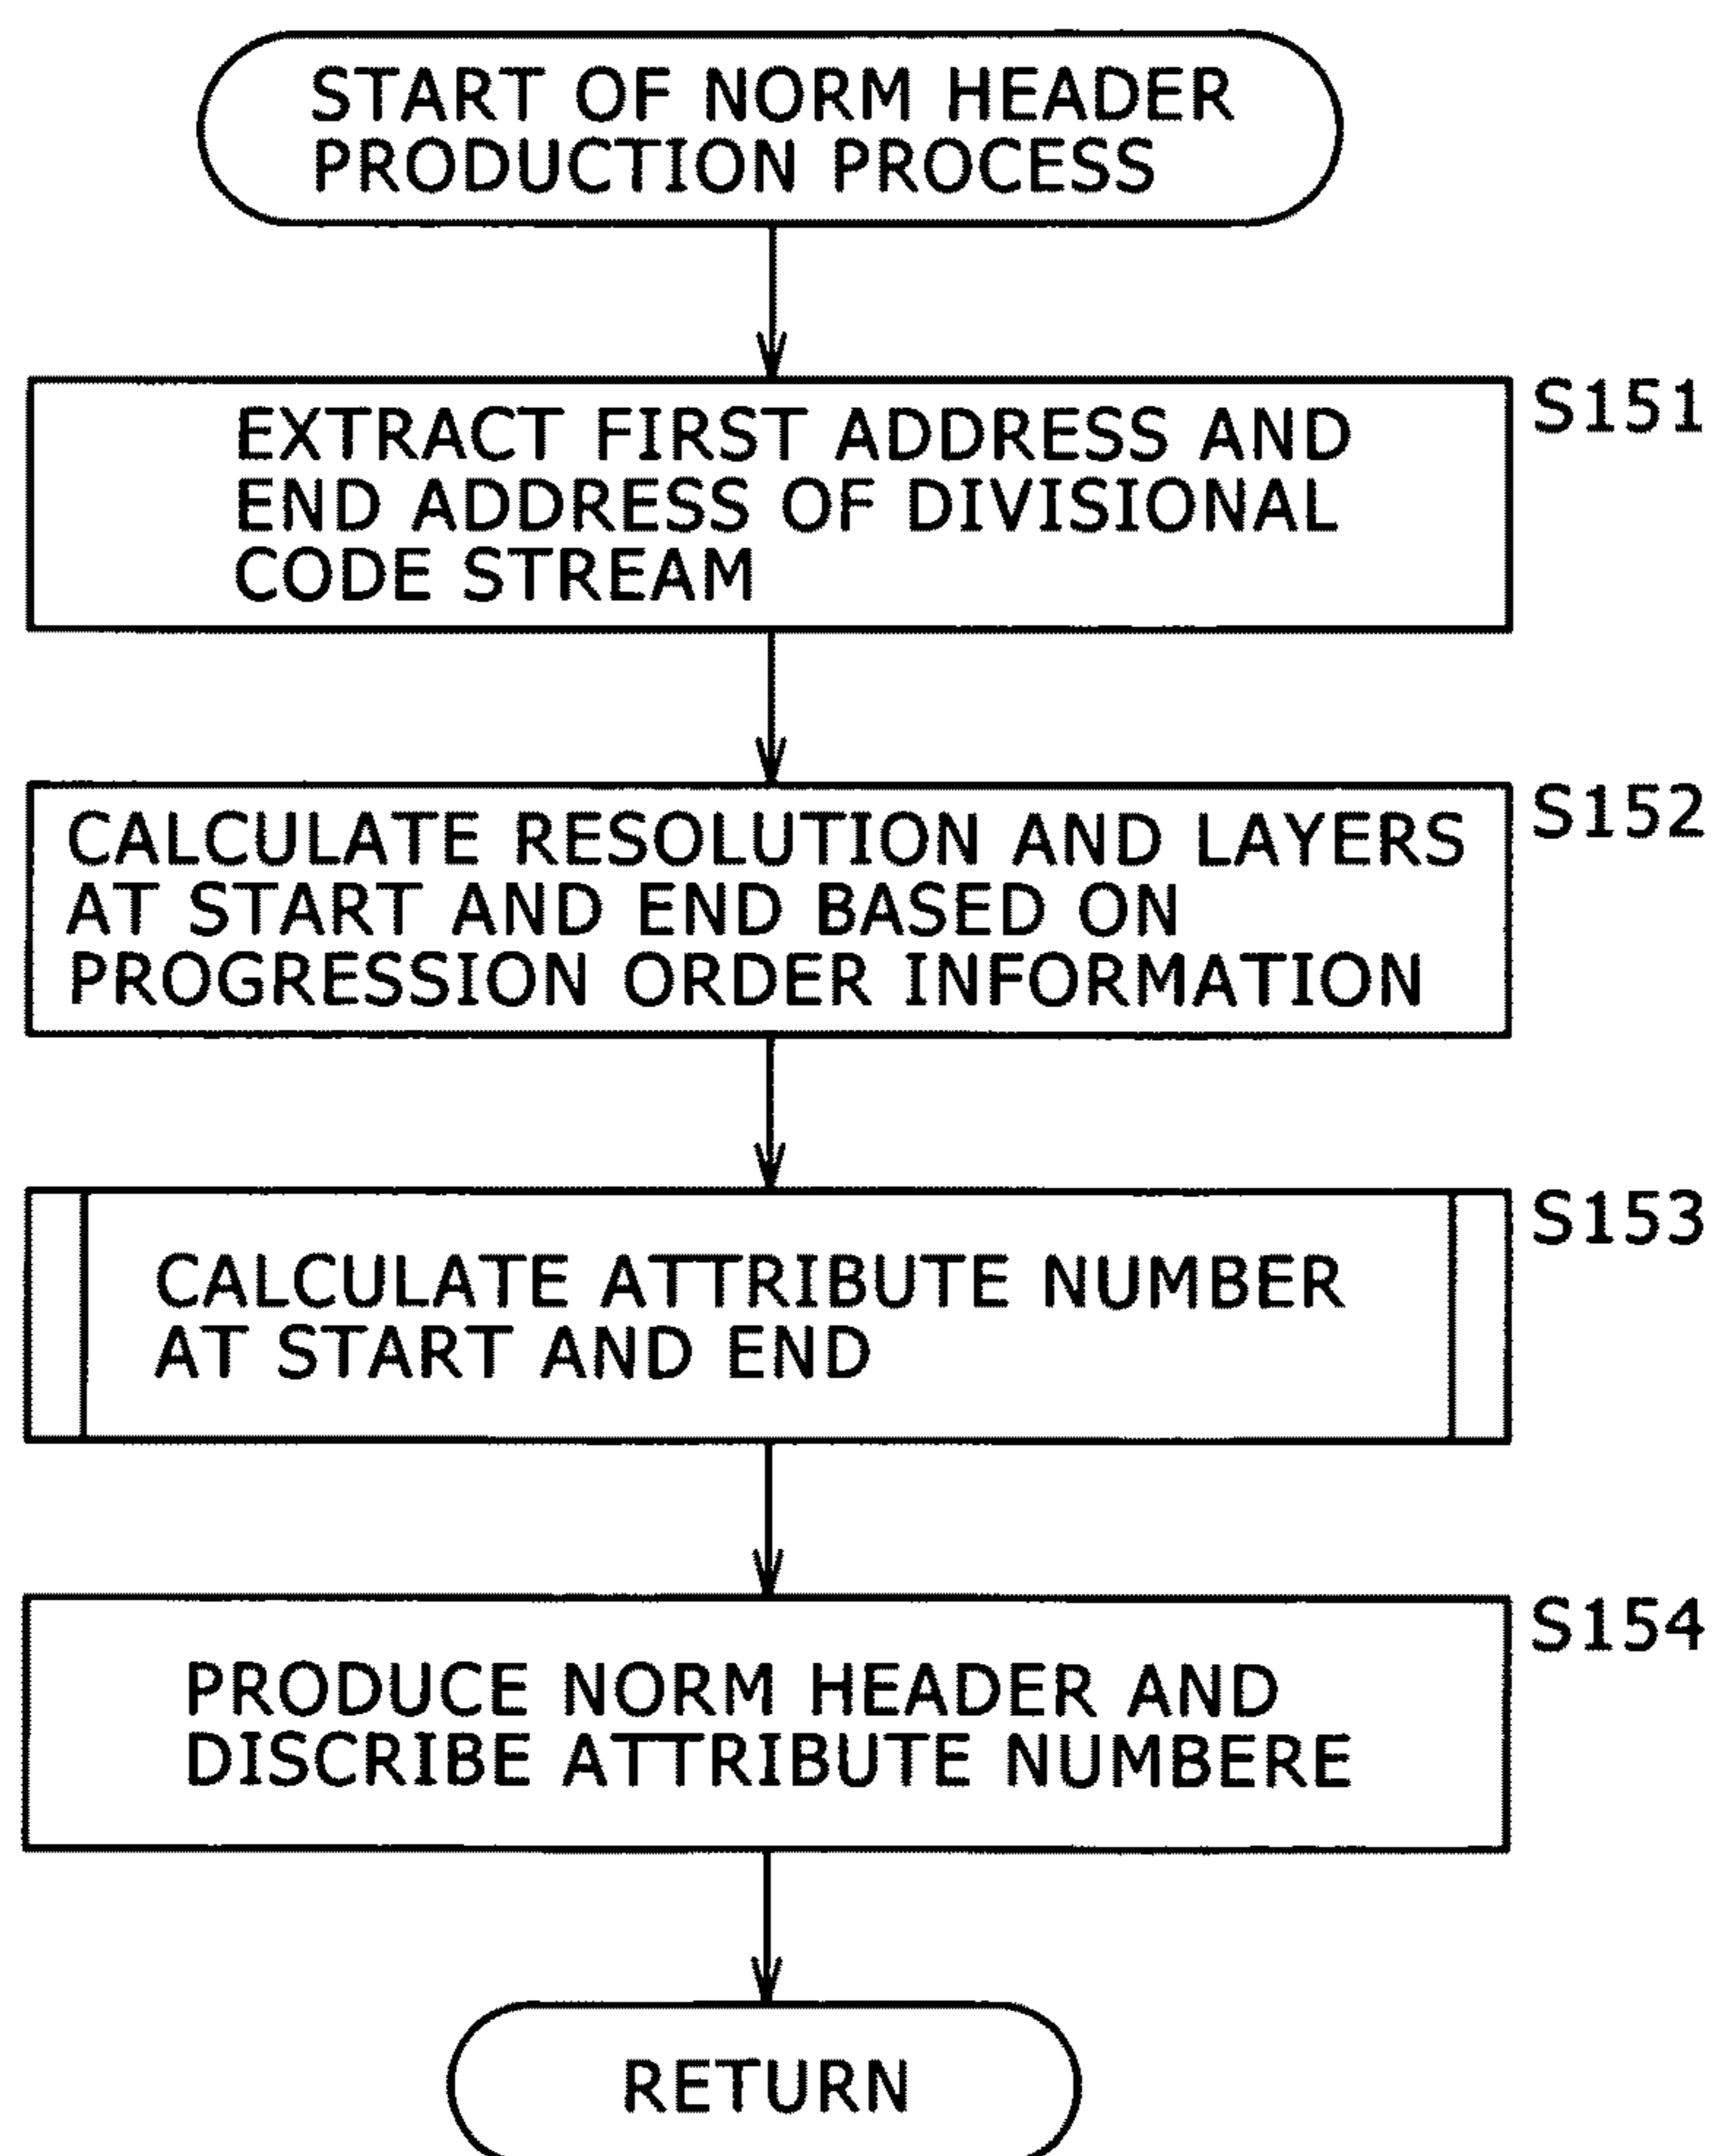 START OF NORM HEADER
PRODUCTION PROCESS
EXTRACT FIRST ADDRESS AND
END ADDRESS OF DIVISIONAL
CODE STREAM
S151
CALCULATE RESOLUTION AND LAYERS
AT START AND END BASED ON
PROGRESSION ORDER INFORMATION
S152
CALCULATE ATTRIBUTE NUMBER
AT START AND END
S153
PRODUCE NORM HEADER AND
DISCRIBE ATTRIBUTE NUMBERE
S154
RETURN